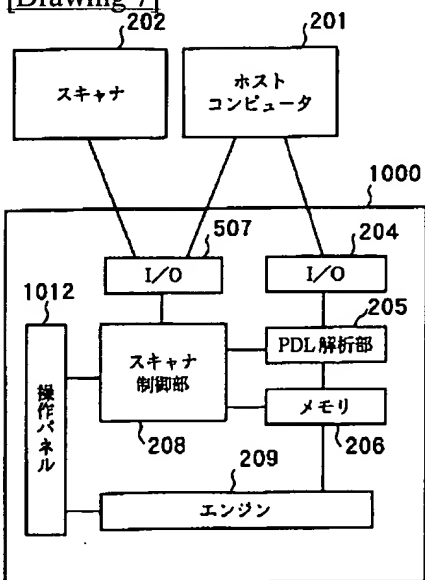 [Drawing 7]
202
201
スキャナ
ホスト
コンピュータ
1000
507
204
I/O
I/O
1012
205
スキャナ
制御部
PDL解析部
操作パネル
メモリ
208
206
209
エンジン